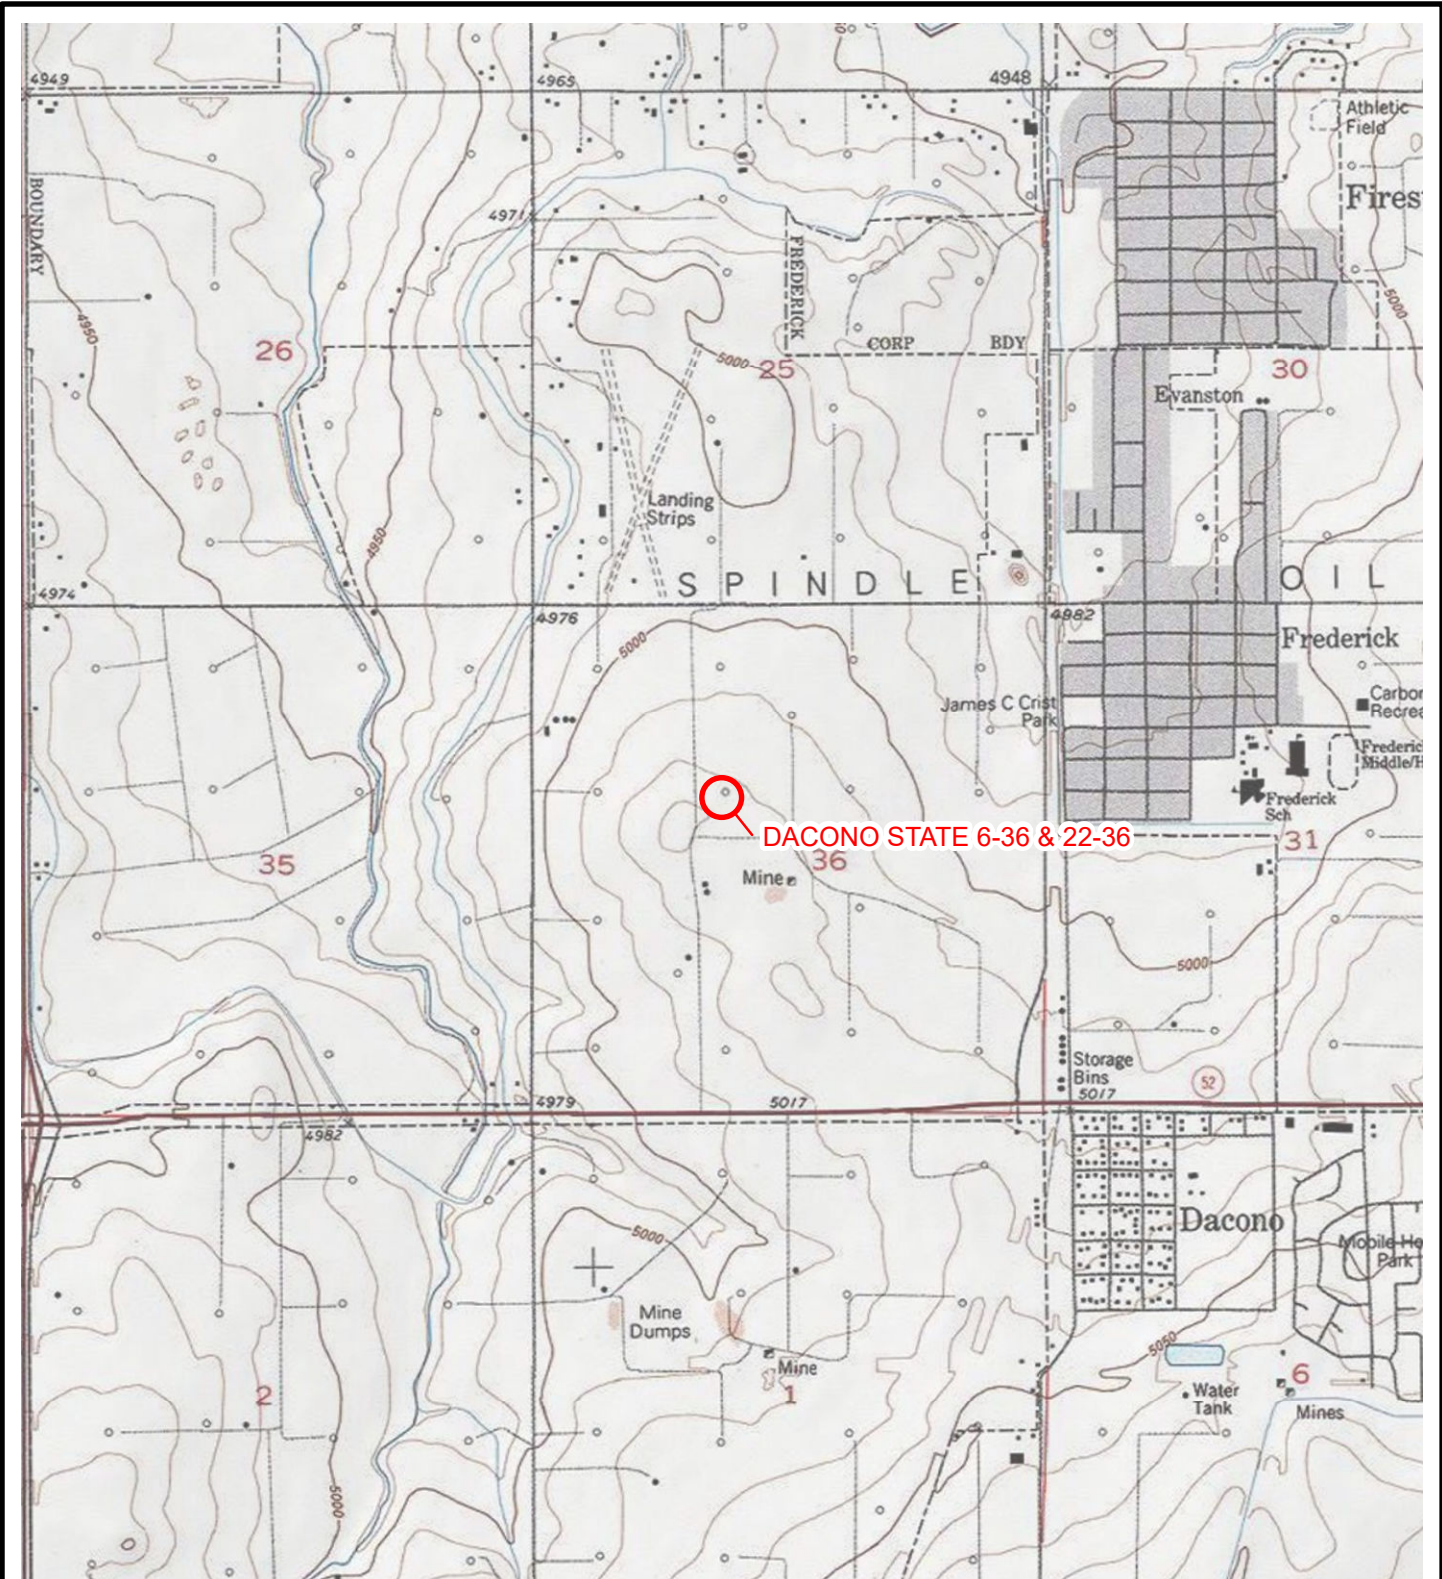 4949
4965
4948
Athletic
Field
BOUNDARY
Fires
4971
FREDERICK
4950
26
CORP BDY
5000
5000
25
30
Evanston
Landing
Strips
4950
SPINDLE OIL
4974
4976
4982
5000
Frederick
James C Crist
Park
Carbon
Recrea
Frederic
Middle/H
Frederick
Sch
DACONO STATE 6-36 & 22-36
31
35
36
Mine
5000
Storage
Bins
52
4979
5017
5017
4982
Dacono
5000
Mobile Ho
Park
Mine
Dumps
5050
Mine
2
1
6
Water
Tank
Mines
5000